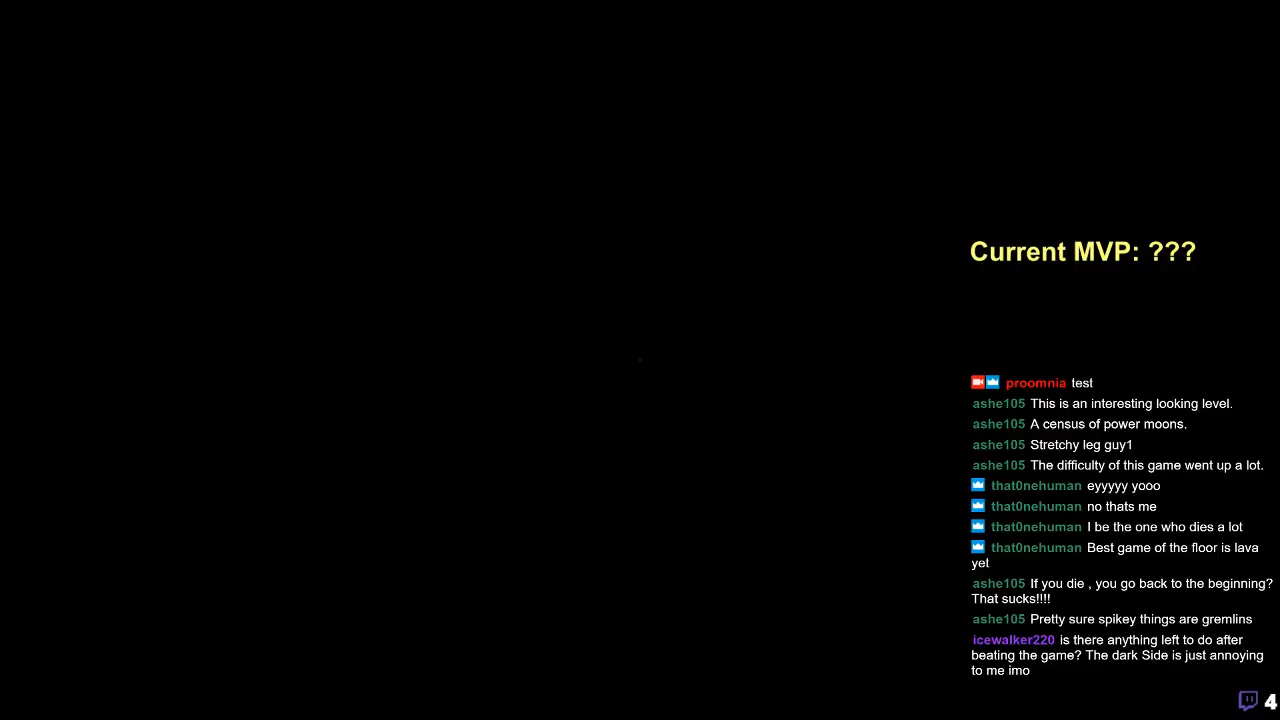 Current MVP: ???
proomnia test
ashe105 This is an interesting looking level.
ashe105 A census of power moons.
ashe105 Stretchy leg guy1
ashe105 The difficulty of this game went up a lot.
that0nehuman eyyyyy yooo
that0nehuman no thats me
that0nehuman I be the one who dies a lot
that0nehuman Best game of the floor is lava
yet
ashe105 If you die , you go back to the beginning?
That sucks!!!!
ashe105 Pretty sure spikey things are gremlins
icewalker220 is there anything left to do after
beating the game? The dark Side is just annoying
to me imo
4